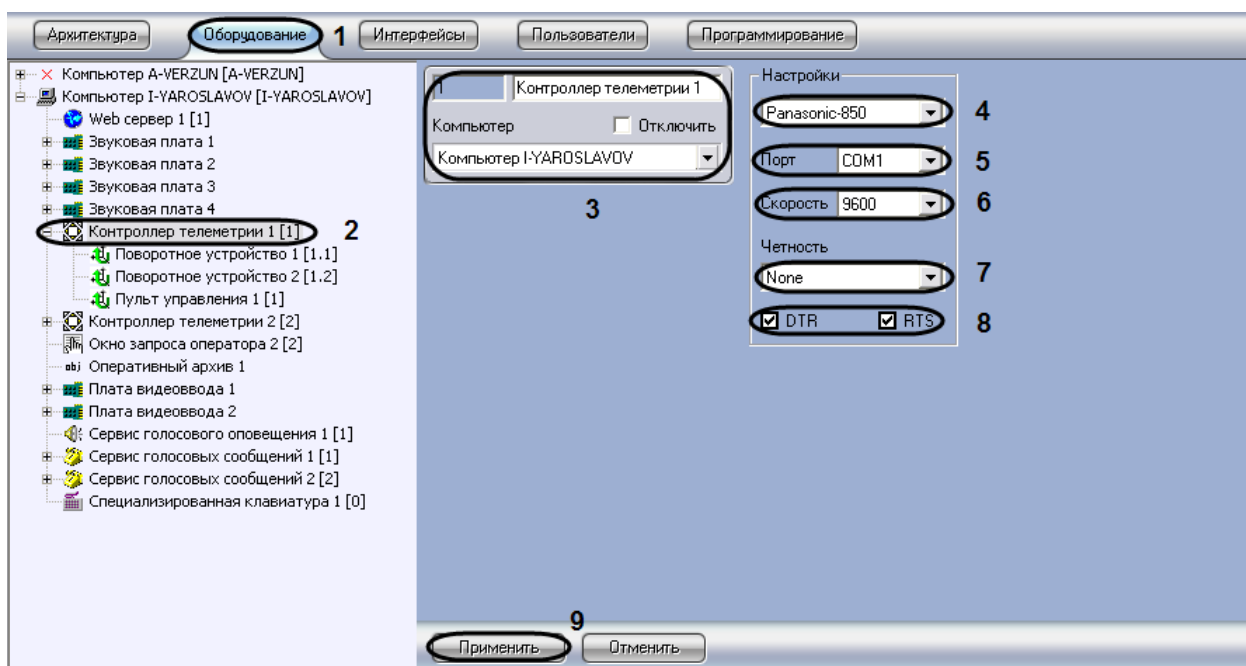 Архитектура Оборудование 1 Интерфейсы Пользователи Программирование
Компьютер A-VERZUN [A-VERZUN]
Компьютер I-YAROSLAVOV [I-YAROSLAVOV]
Web сервер 1 [1]
Звуковая плата 1
Звуковая плата 2
Звуковая плата 3
Звуковая плата 4
Контроллер телеметрии 1 [1] 2
Поворотное устройство 1 [1.1]
Поворотное устройство 2 [1.2]
Пульт управления 1 [1]
Контроллер телеметрии 2 [2]
Окно запроса оператора 2 [2]
obj Оперативный архив 1
Плата видеоввода 1
Плата видеоввода 2
Сервис голосового оповещения 1 [1]
Сервис голосовых сообщений 1 [1]
Сервис голосовых сообщений 2 [2]
Специализированная клавиатура 1 [0]
1 Контроллер телеметрии 1
Компьютер Отключить
Компьютер I-YAROSLAVOV
3
Настройки
Panasonic-850 4
Порт COM1 5
Скорость 9600 6
Четность
None 7
DTR RTS 8
9
Применить Отменить